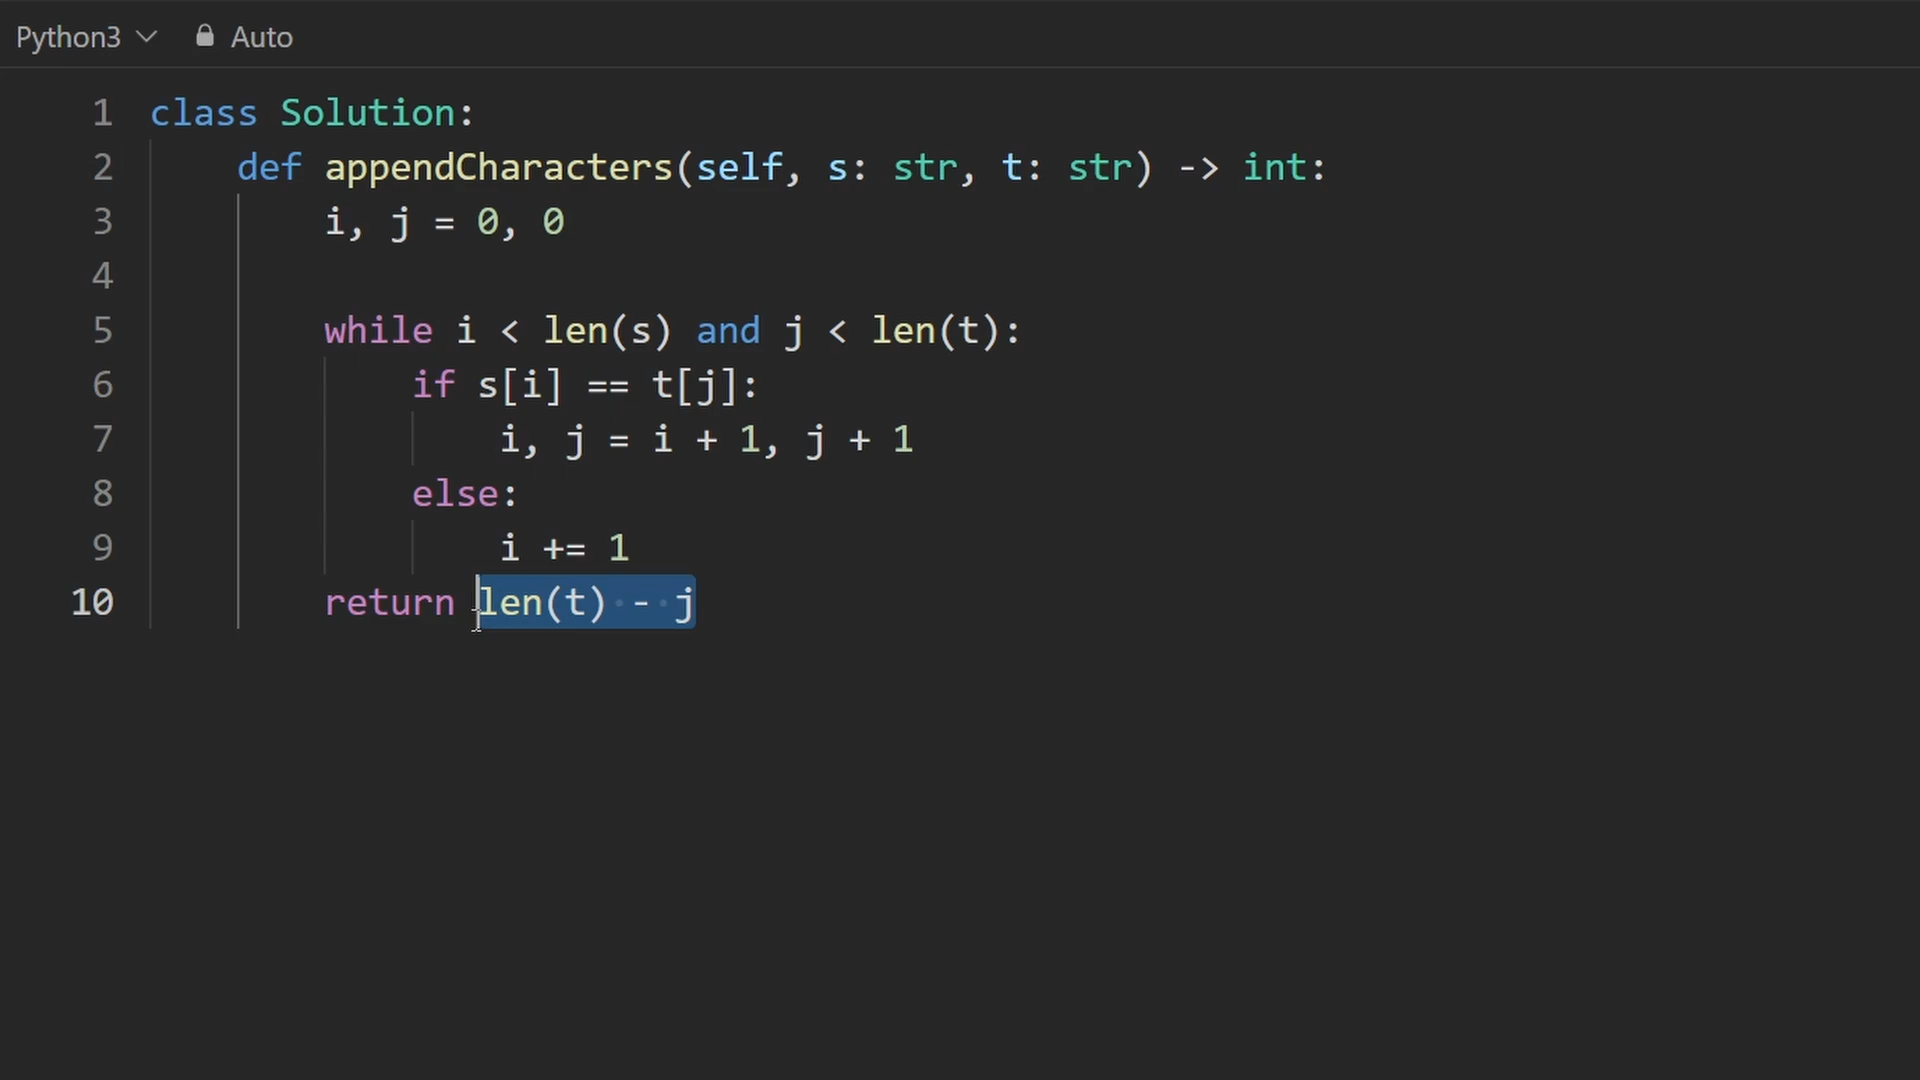 Python3 Auto
1 class Solution:
2     def appendCharacters(self, s: str, t: str) -> int:
3         i, j = 0, 0
4
5         while i < len(s) and j < len(t):
6             if s[i] == t[j]:
7                 i, j = i + 1, j + 1
8             else:
9                 i += 1
10         return len(t) - j